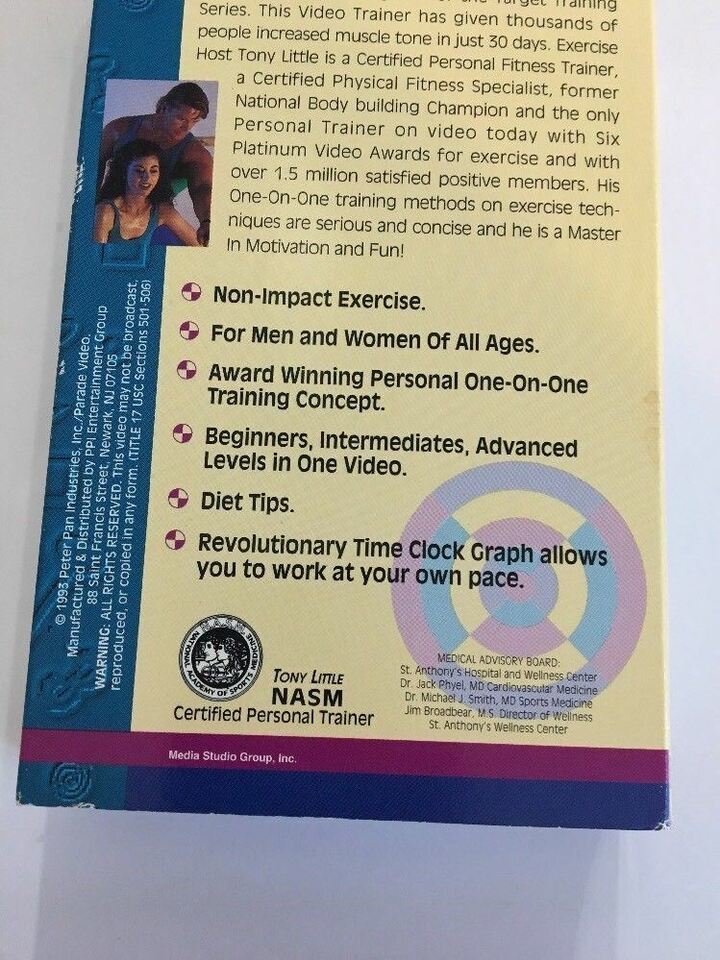 Target Training
Series. This Video Trainer has given thousands of
people increased muscle tone in just 30 days. Exercise
Host Tony Little is a Certified Personal Fitness Trainer,
a Certified Physical Fitness Specialist, former
National Body building Champion and the only
Personal Trainer on video today with Six
Platinum Video Awards for exercise and with
over 1.5 million satisfied positive members. His
One-On-One training methods on exercise tech-
niques are serious and concise and he is a Master
In Motivation and Fun!
Non-Impact Exercise.
For Men and Women Of All Ages.
Award Winning Personal One-On-One
Training Concept.
Beginners, Intermediates, Advanced
Levels in One Video.
Diet Tips.
Revolutionary Time Clock Graph allows
you to work at your own pace.
N.A.S.M.
NATIONAL ACADEMY OF SPORTS MEDICINE
TONY LITTLE
NASM
Certified Personal Trainer
MEDICAL ADVISORY BOARD:
St. Anthony's Hospital and Wellness Center
Dr. Jack Phyel, MD Cardiovascular Medicine
Dr. Michael J. Smith, MD Sports Medicine
Jim Broadbear, M.S. Director of Wellness
St. Anthony's Wellness Center
Media Studio Group, Inc.
© 1993 Peter Pan Industries, Inc./Parade Video,
Manufactured & Distributed by PPI Entertainment Group
88 Saint Francis Street, Newark, NJ 07105
WARNING: ALL RIGHTS RESERVED. This video may not be broadcast,
reproduced, or copied in any form. (TITLE 17 USC Sections 501-506)